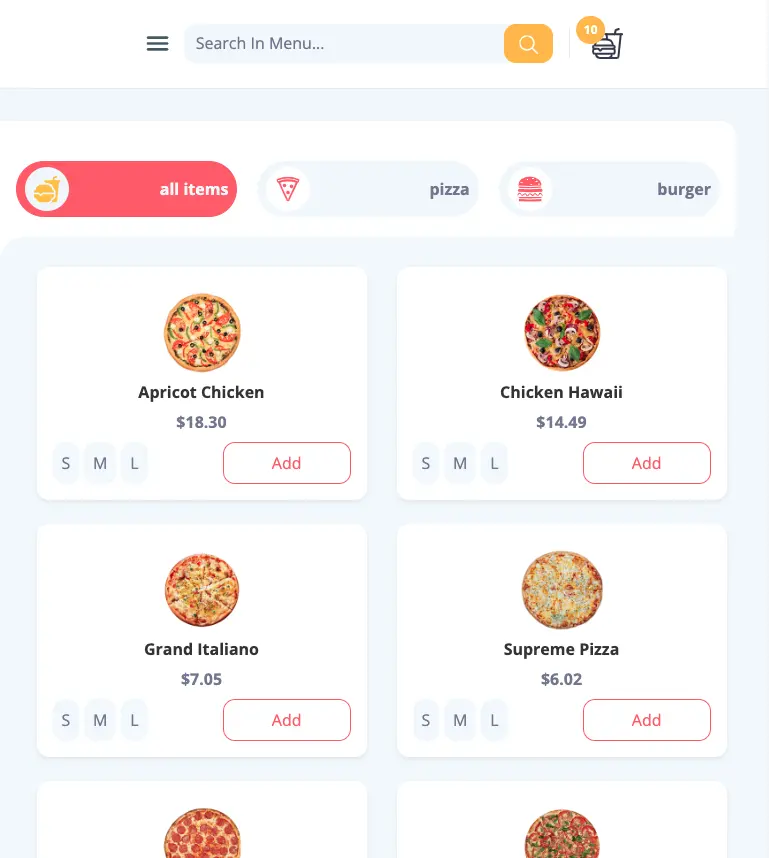 Search In Menu...
10
all items
pizza
burger
Apricot Chicken
$18.30
S M L Add
Chicken Hawaii
$14.49
S M L Add
Grand Italiano
$7.05
S M L Add
Supreme Pizza
$6.02
S M L Add